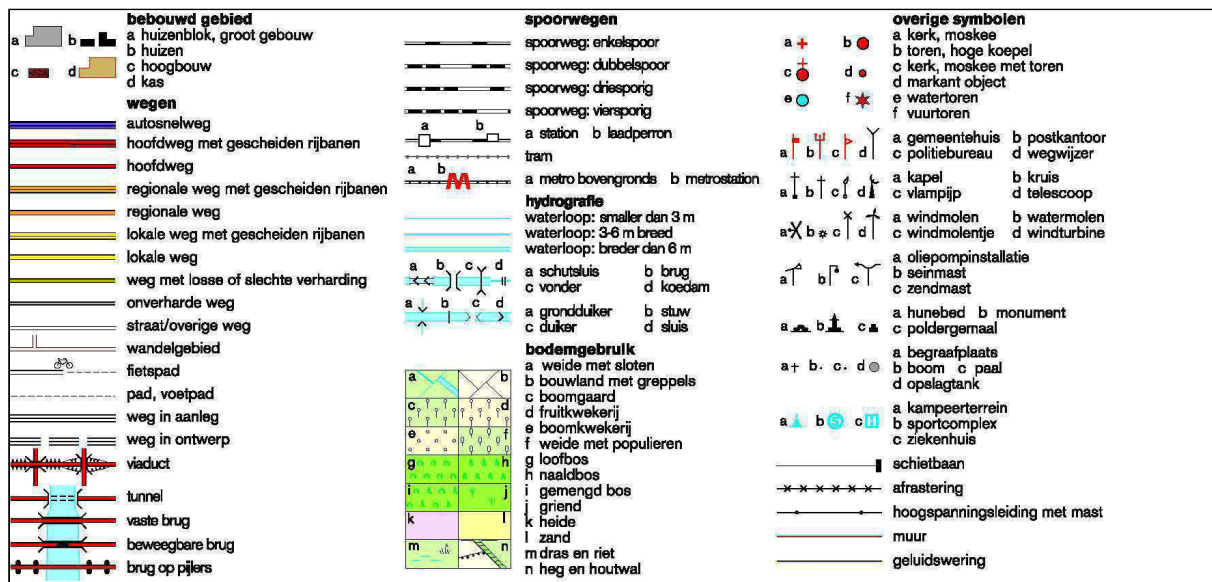 bebouwd gebied
a b a huizenblok, groot gebouw
b huizen
c d c hoogbouw
d kas
wegen
autosnelweg
hoofdweg met gescheiden rijbanen
hoofdweg
regionale weg met gescheiden rijbanen
regionale weg
lokale weg met gescheiden rijbanen
lokale weg
weg met losse of slechte verharding
onverharde weg
straat/overige weg
wandelgebied
fietspad
pad, voetpad
weg in aanleg
weg in ontwerp
viaduct
tunnel
vaste brug
beweegbare brug
brug op pijlers
spoorwegen
spoorweg: enkelspoor
spoorweg: dubbelspoor
spoorweg: driesporig
spoorweg: viersporig
a b
a station b laadperron
tram
a b
M
a metro bovengronds b metrostation
hydrografie
waterloop: smaller dan 3 m
waterloop: 3-6 m breed
waterloop: breder dan 6 m
a b c d
a schutsluis b brug
c vonder d koedam
a b c d
a grondduiker b stuw
c duiker d sluis
bodemgebruik
a b a weide met sloten
b bouwland met greppels
c d c boomgaard
d fruitkwekerij
e f e boomkwekerij
f weide met populieren
g h g loofbos
h naaldbos
i j i gemengd bos
j griend
k l k heide
l zand
m n m dras en riet
n heg en houtwal
overige symbolen
a b a kerk, moskee
b toren, hoge koepel
c d c kerk, moskee met toren
d markant object
e f e watertoren
f vuurtoren
a b c d
a gemeentehuis b postkantoor
c politiebureau d wegwijzer
a b c d
a kapel b kruis
c vlampijp d telescoop
a b c d
a windmolen b watermolen
c windmolentje d windturbine
a b c
a oliepompinstallatie
b seinmast
c zendmast
a b c
a hunebed b monument
c poldergemaal
a b c d
a begraafplaats
b boom c paal
d opslagtank
a b S c H
a kampeerterrein
b sportcomplex
c ziekenhuis
schietbaan
afrastering
hoogspanningsleiding met mast
muur
geluidswering